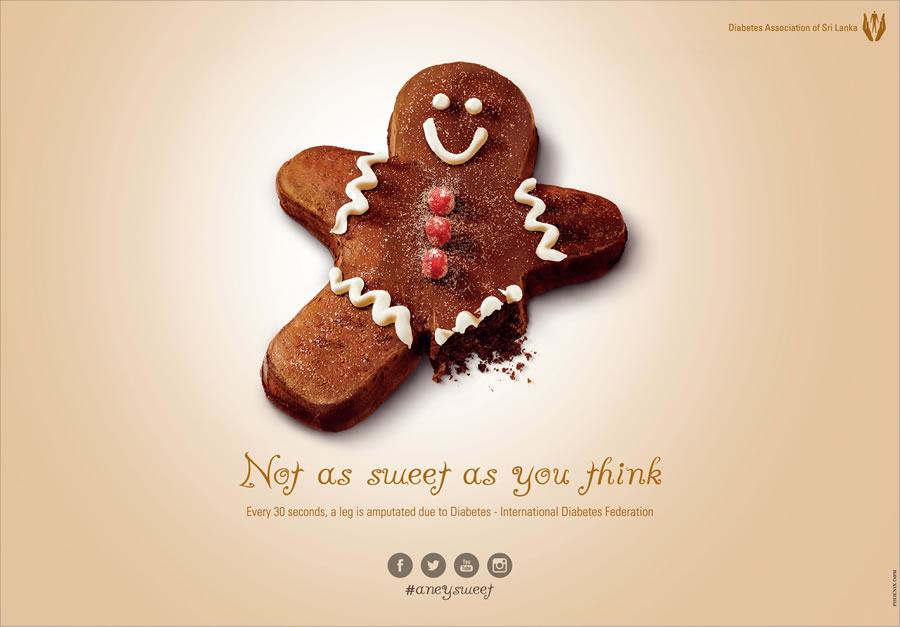 Diabetes Association of Sri Lanka
Not as sweet as you think
Every 30 seconds, a leg is amputated due to Diabetes - International Diabetes Federation
f
You Tube
#aneysweet
PHOENIX O&M